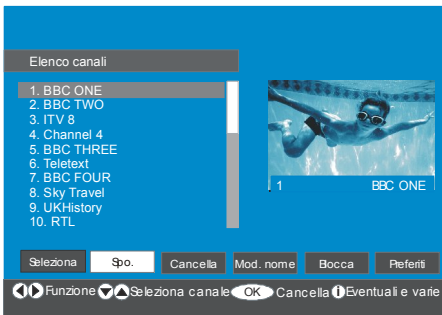 Elenco canali
1. BBC ONE
2. BBC TWO
3. ITV 8
4. Channel 4
5. BBC THREE
6. Teletext
7. BBC FOUR
8. Sky Travel
9. UKHistory
10. RTL
1 BBC ONE
Seleziona Spo. Cancella Mod. nome Blocca Preferiti
Funzione Seleziona canale OK Cancella i Eventuali e varie